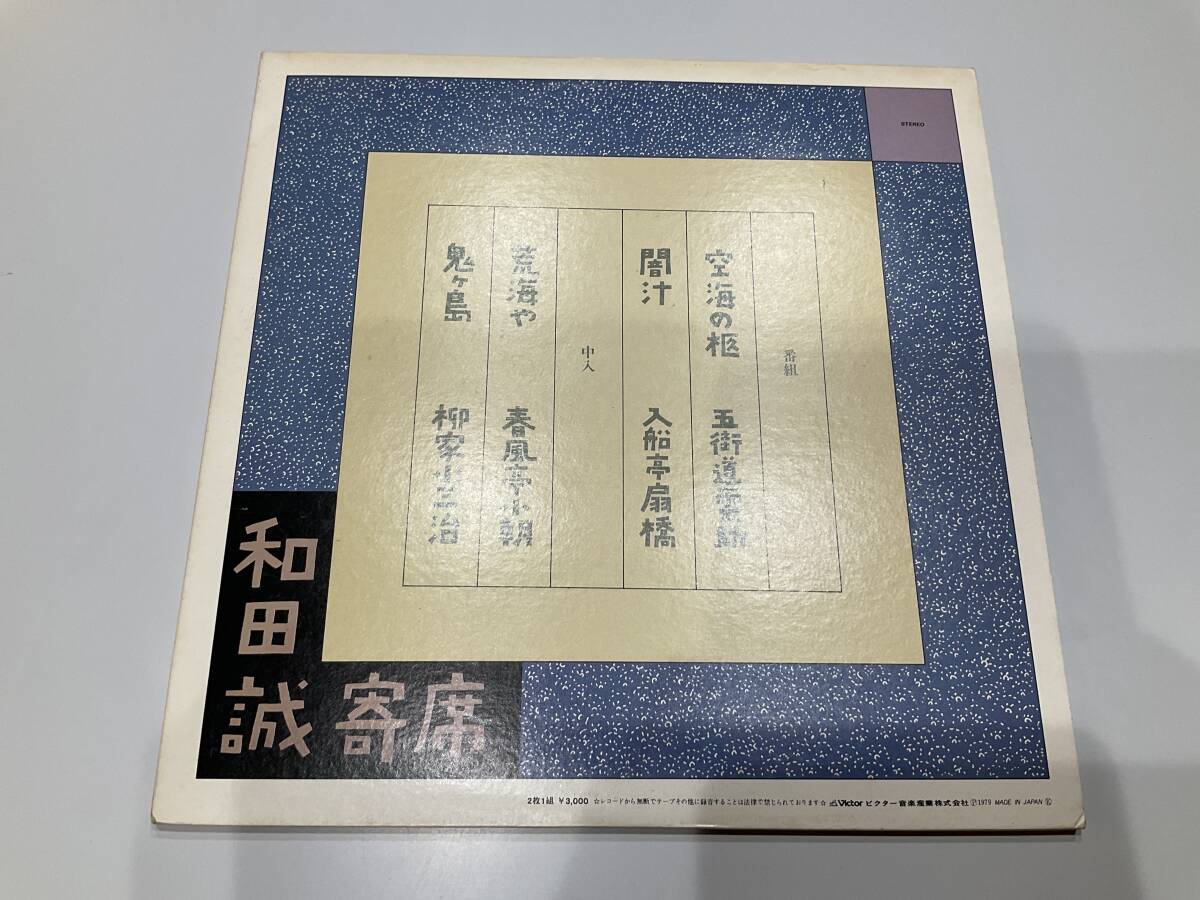 STEREO
番組
空海の柩 五街道雲助
闇汁 入船亭扇橋
中入
荒海や 春風亭小朝
鬼ヶ島 柳家小三治
和田
誠寄席
2枚1組 ¥3,000 ☆レコードから無断でテープその他に録音することは法律で禁じられております☆ Victor ビクター音楽産業株式会社 ℗1979 MADE IN JAPAN